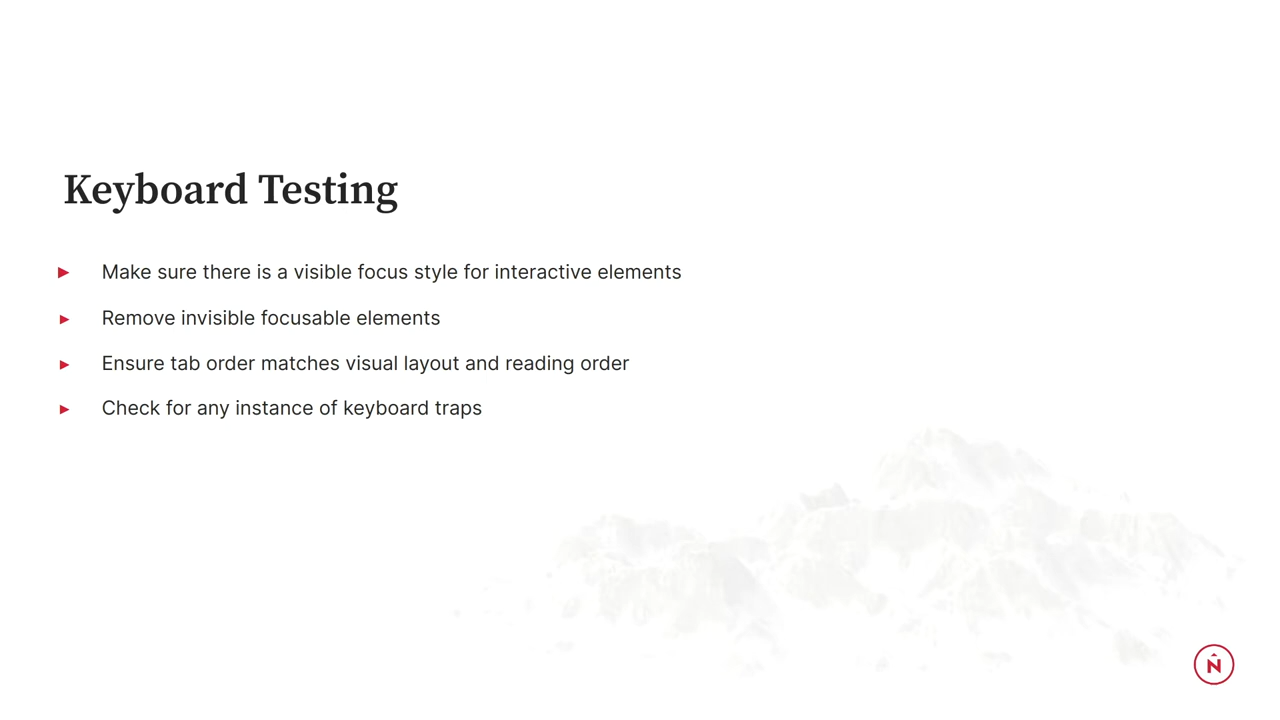 Keyboard Testing
Make sure there is a visible focus style for interactive elements
Remove invisible focusable elements
Ensure tab order matches visual layout and reading order
Check for any instance of keyboard traps
N